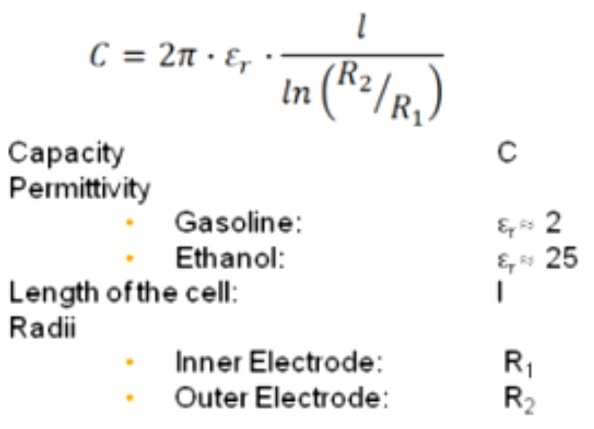 C = 2π · εr · l / ln (R2/R1)
Capacity C
Permittivity
• Gasoline: εr ≈ 2
• Ethanol: εr ≈ 25
Length of the cell: l
Radii
• Inner Electrode: R1
• Outer Electrode: R2